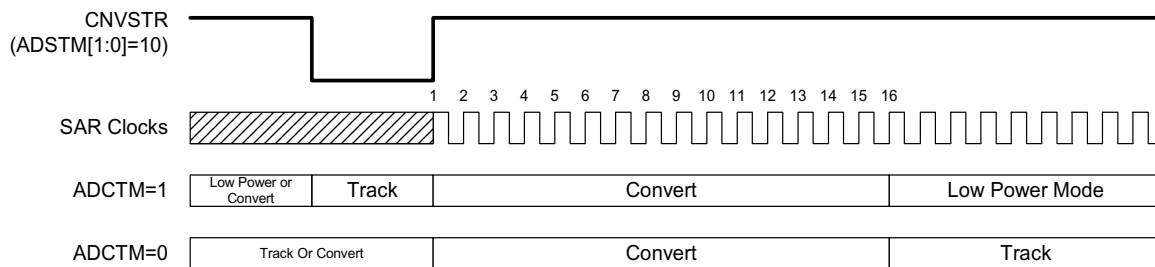 CNVSTR
(ADSTM[1:0]=10)
1 2 3 4 5 6 7 8 9 10 11 12 13 14 15 16
SAR Clocks
ADCTM=1
Low Power or
Convert
Track
Convert
Low Power Mode
ADCTM=0
Track Or Convert
Convert
Track